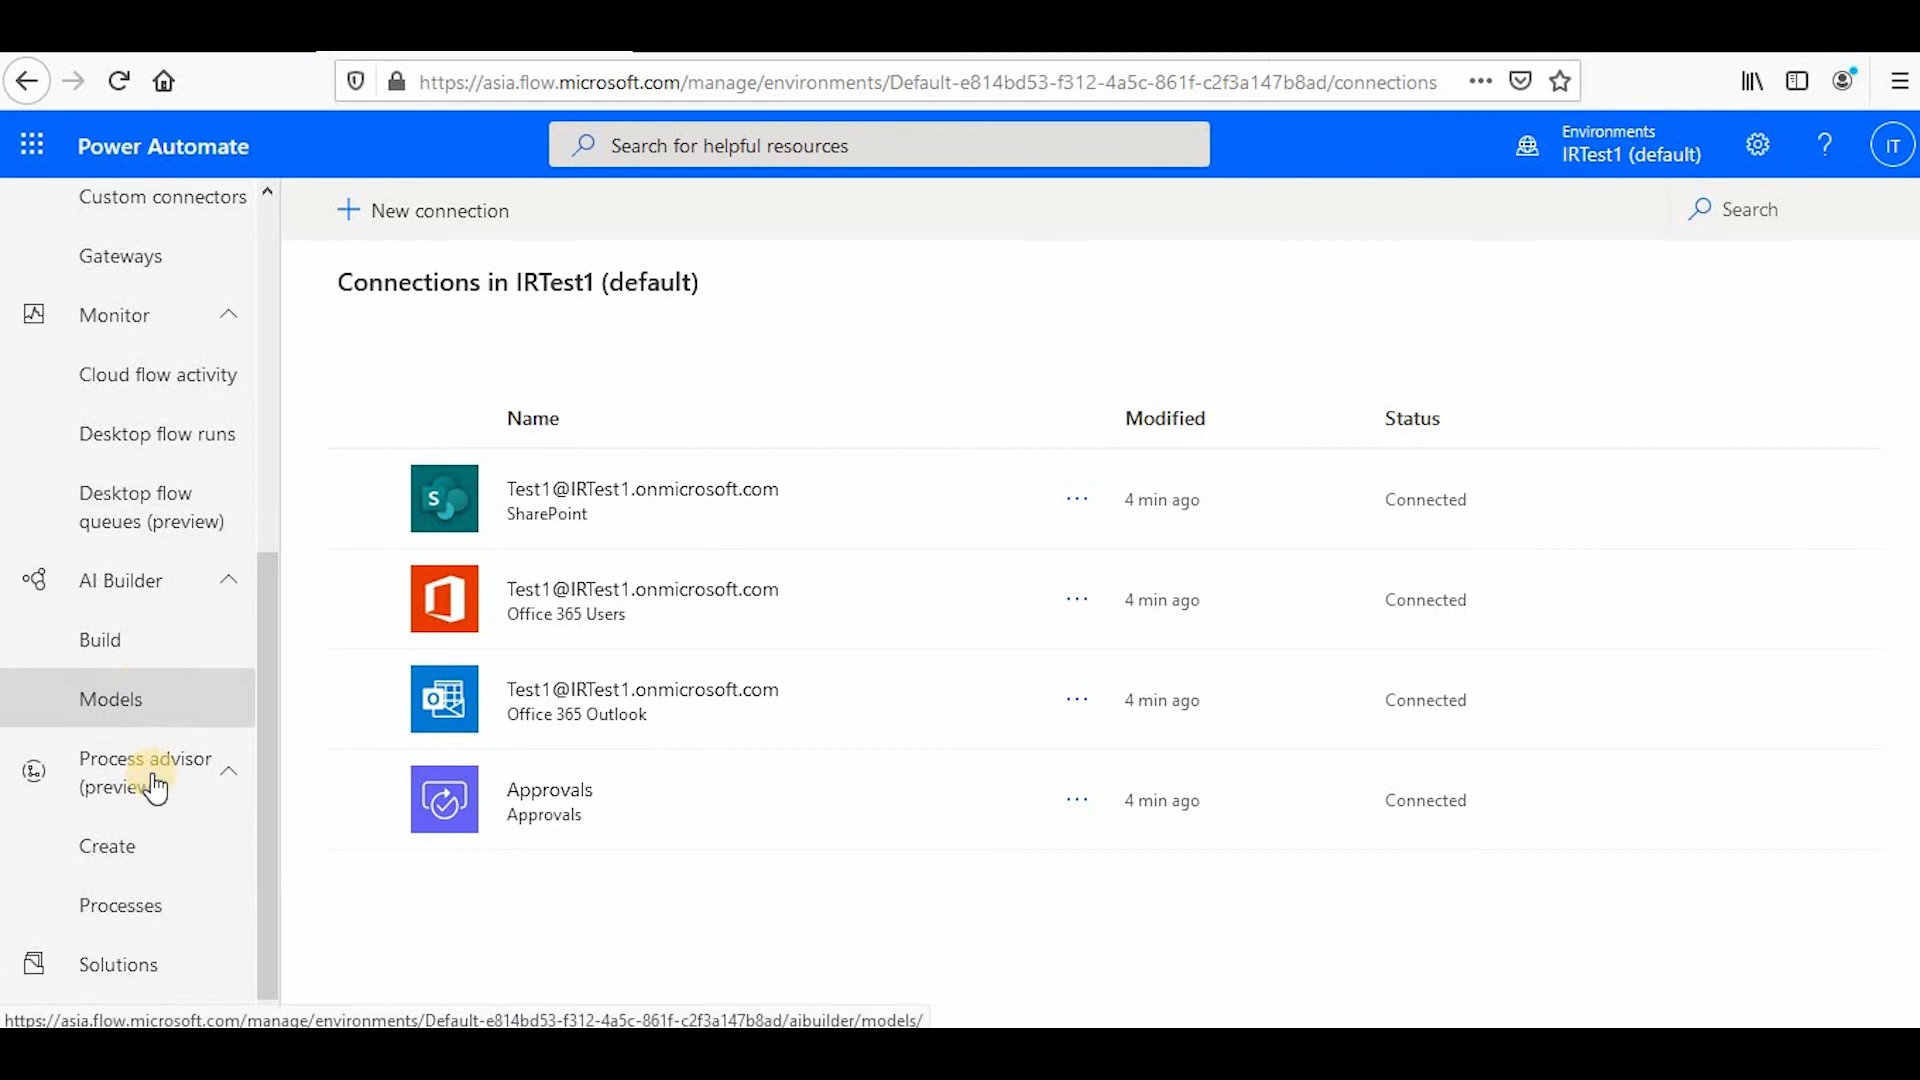 https://asia.flow.microsoft.com/manage/environments/Default-e814bd53-f312-4a5c-861f-c2f3a147b8ad/connections
Power Automate
Search for helpful resources
Environments
IRTest1 (default)
?
IT
Custom connectors
Gateways
Monitor
Cloud flow activity
Desktop flow runs
Desktop flow
queues (preview)
AI Builder
Build
Models
Process advisor
(preview)
Create
Processes
Solutions
New connection
Search
Connections in IRTest1 (default)
Name Modified Status
Test1@IRTest1.onmicrosoft.com
SharePoint
4 min ago Connected
Test1@IRTest1.onmicrosoft.com
Office 365 Users
4 min ago Connected
Test1@IRTest1.onmicrosoft.com
Office 365 Outlook
4 min ago Connected
Approvals
Approvals
4 min ago Connected
https://asia.flow.microsoft.com/manage/environments/Default-e814bd53-f312-4a5c-861f-c2f3a147b8ad/aibuilder/models/